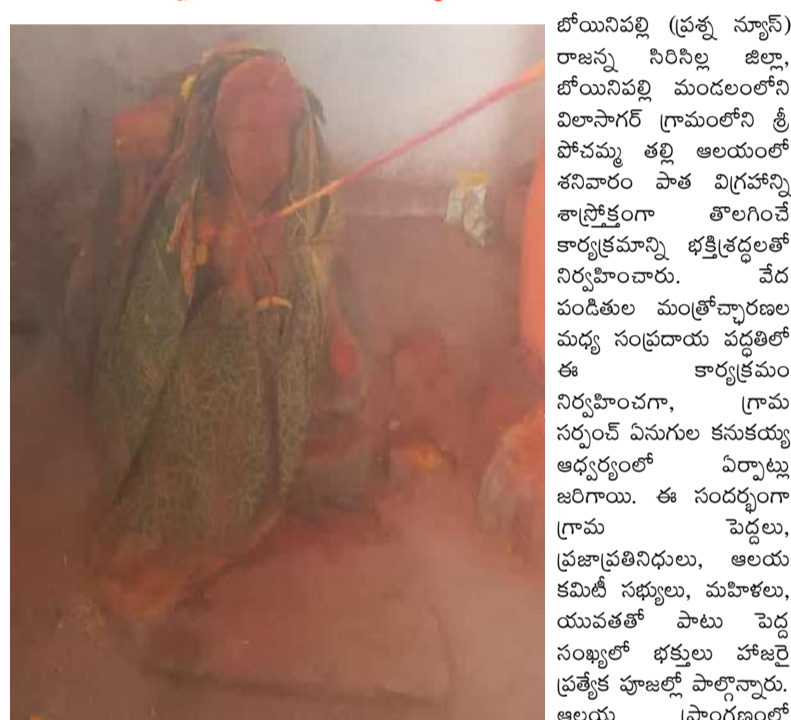 బోయినిపల్లి (ప్రశ్న న్యూస్)
రాజన్న సిరిసిల్ల జిల్లా,
బోయినిపల్లి మండలంలోని
విలాసాగర్ గ్రామంలోని శ్రీ
పోచమ్మ తల్లి ఆలయంలో
శనివారం పాత విగ్రహాన్ని
శాస్త్రోక్తంగా తొలగించే
కార్యక్రమాన్ని భక్తిశ్రద్ధలతో
నిర్వహించారు. వేద
పండితుల మంత్రోచ్ఛారణల
మధ్య సంప్రదాయ పద్ధతిలో
ఈ కార్యక్రమం
నిర్వహించగా, గ్రామ
సర్పంచ్ ఏనుగుల కనుకయ్య
ఆధ్వర్యంలో ఏర్పాట్లు
జరిగాయి. ఈ సందర్భంగా
గ్రామ పెద్దలు,
ప్రజాప్రతినిధులు, ఆలయ
కమిటీ సభ్యులు, మహిళలు,
యువతతో పాటు పెద్ద
సంఖ్యలో భక్తులు హాజరై
ప్రత్యేక పూజల్లో పాల్గొన్నారు.
ఆలయ ప్రాంగణంలో